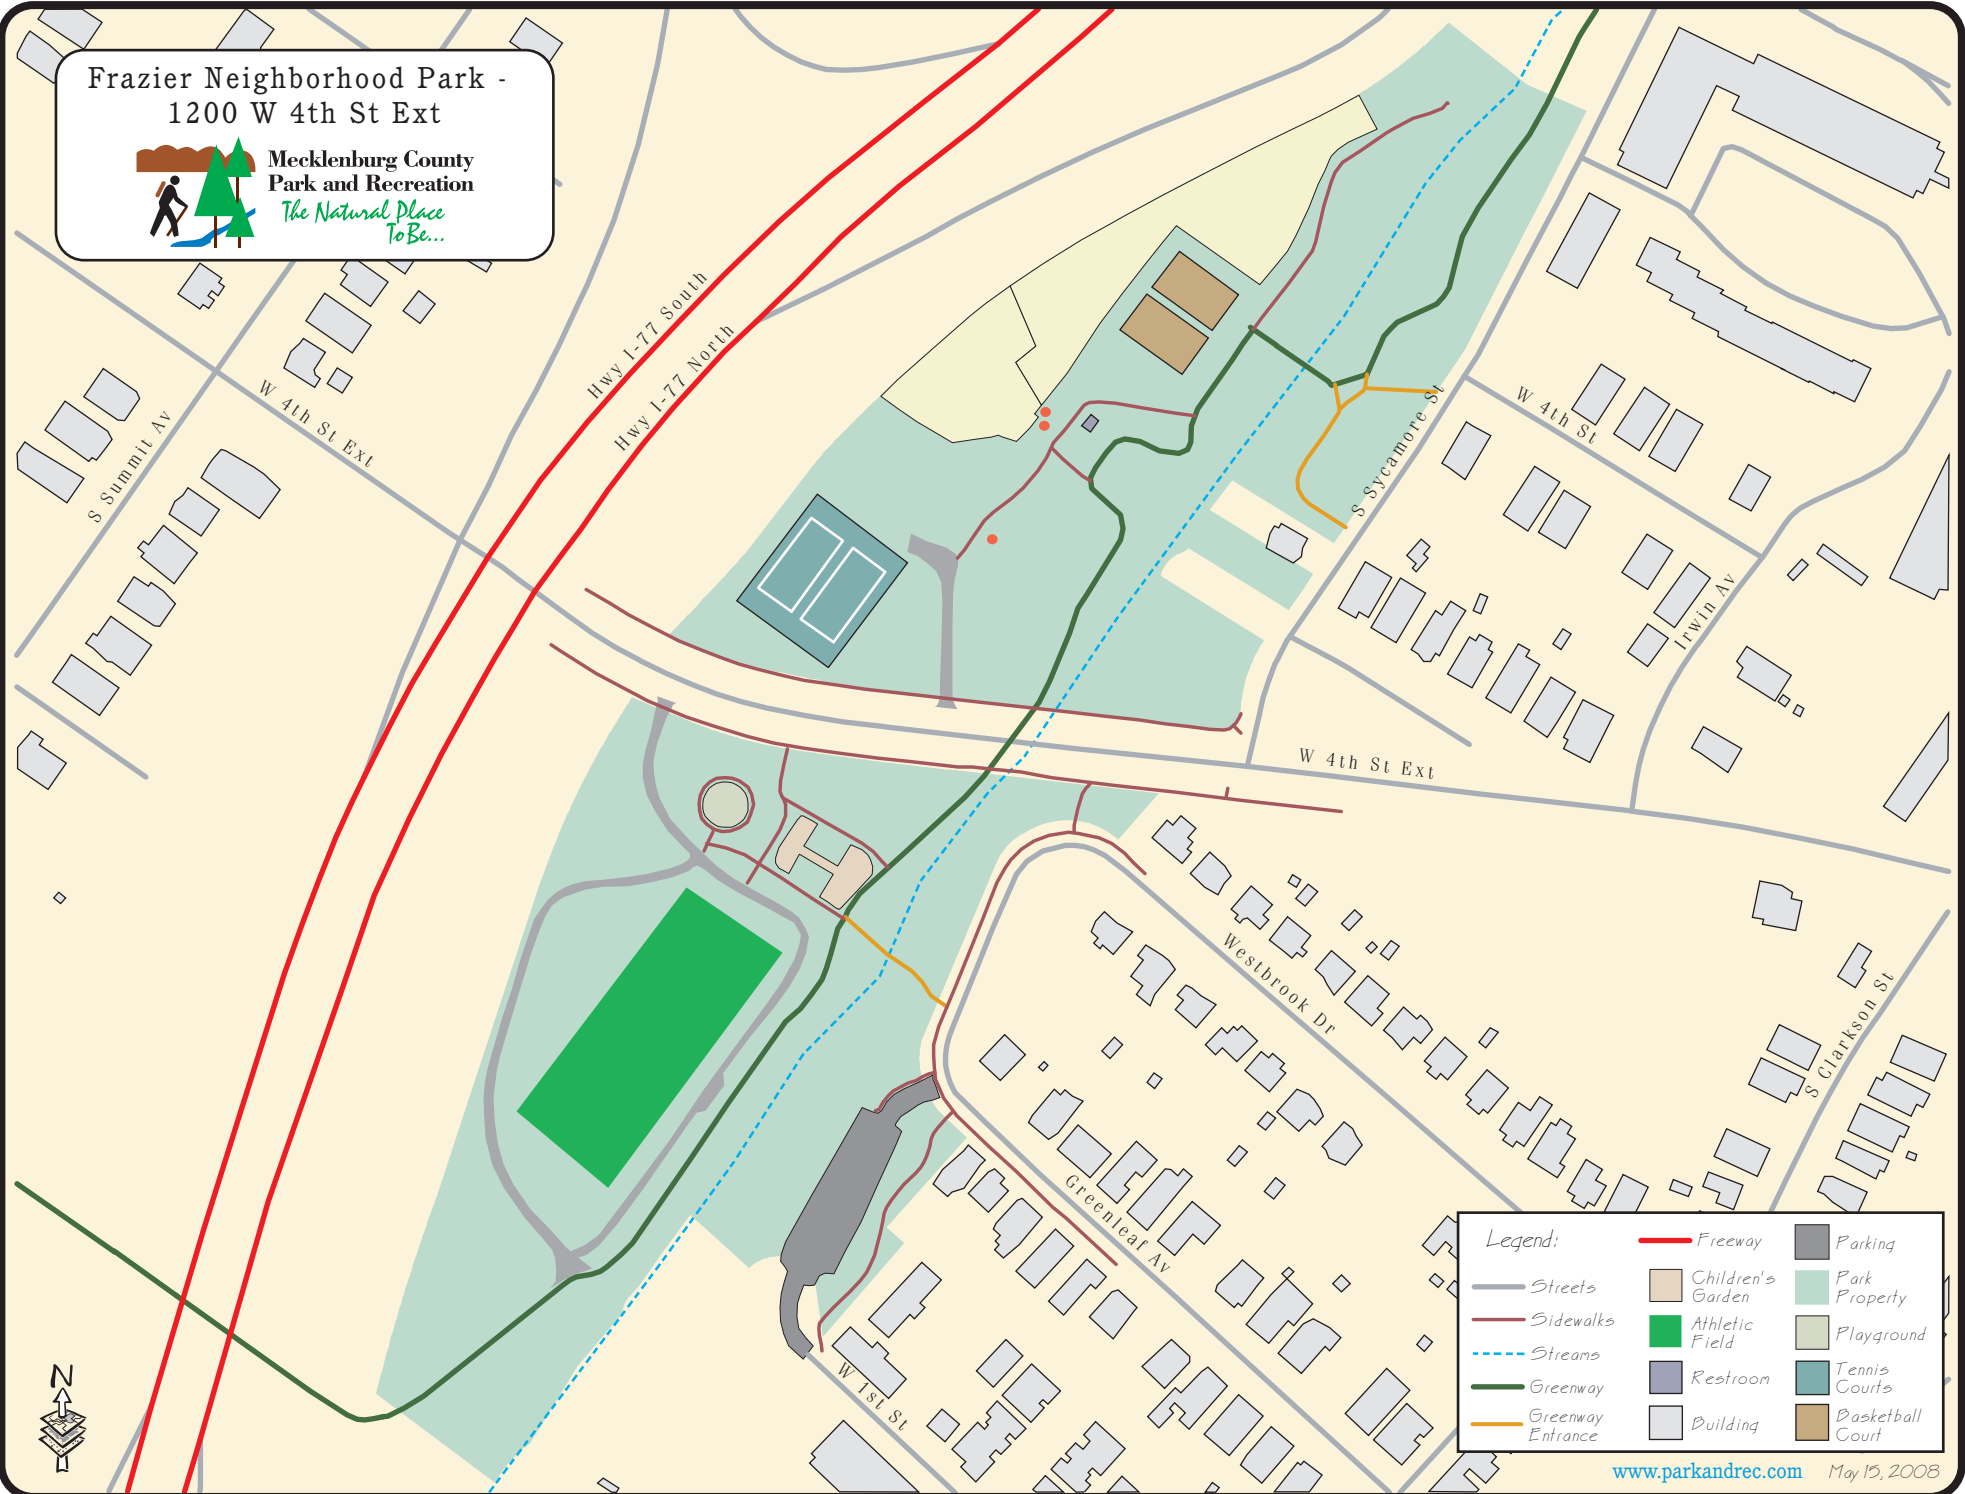 Frazier Neighborhood Park -
1200 W 4th St Ext
Mecklenburg County
Park and Recreation
The Natural Place
To Be...
Hwy I-77 South
Hwy I-77 North
W 4th St Ext
S Summit Av
S Sycamore St
W 4th St
Irwin Av
W 4th St Ext
Westbrook Dr
S Clarkson St
Greenleaf Av
W 1st St
N
Legend:
Streets
Sidewalks
Streams
Greenway
Greenway
Entrance
Freeway
Children's
Garden
Athletic
Field
Restroom
Building
Parking
Park
Property
Playground
Tennis
Courts
Basketball
Court
www.parkandrec.com
May 15, 2008